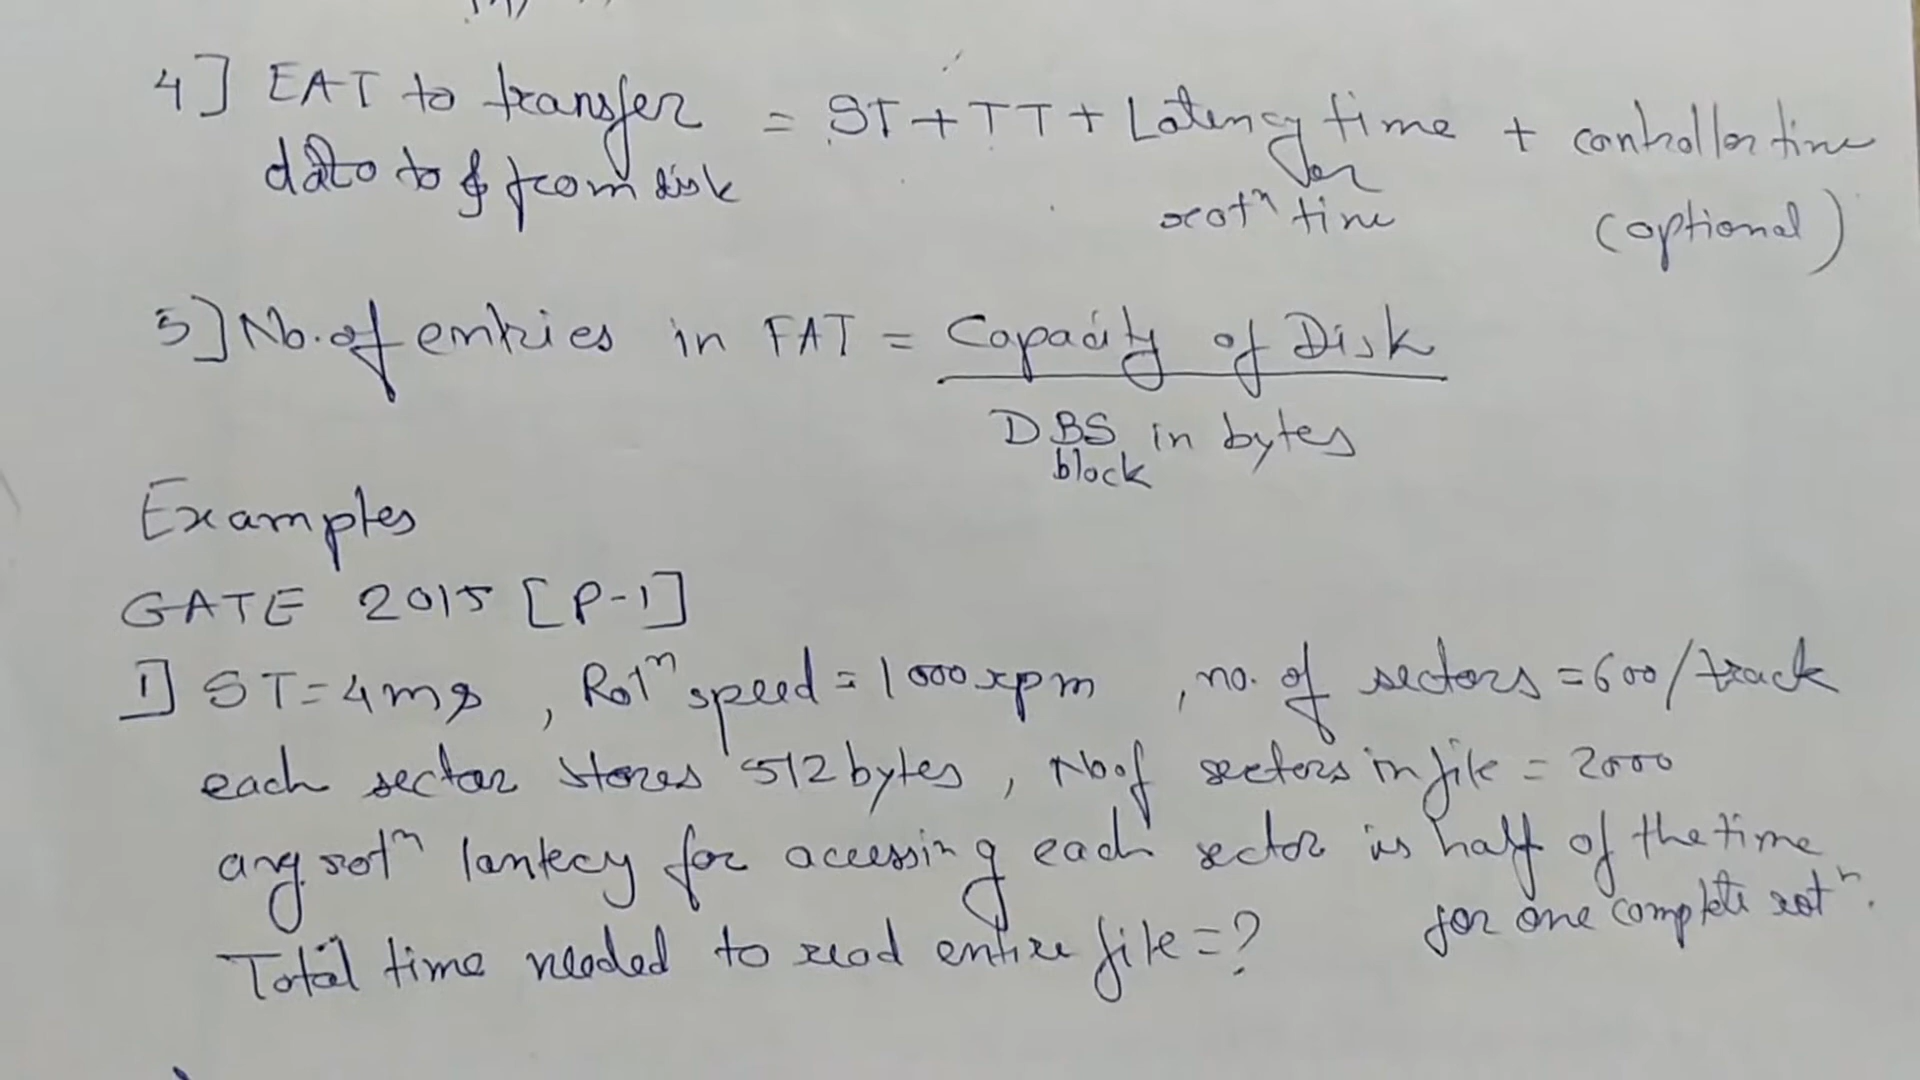 4] EAT to transfer = ST + TT + Latency time + controller time
data to & from disk or rotⁿ time (optional)
5] No. of entries in FAT = Capacity of Disk
DBS in bytes
block
Examples
GATE 2015 [P-1]
1] ST = 4ms, Rotⁿ speed = 1000 rpm, no. of sectors = 600/track
each sector stores 512 bytes, No of sectors in file = 2000
avg. rotⁿ lantecy for accessing each sector is half of the time
for one complete rotⁿ.
Total time needed to read entire file = ?